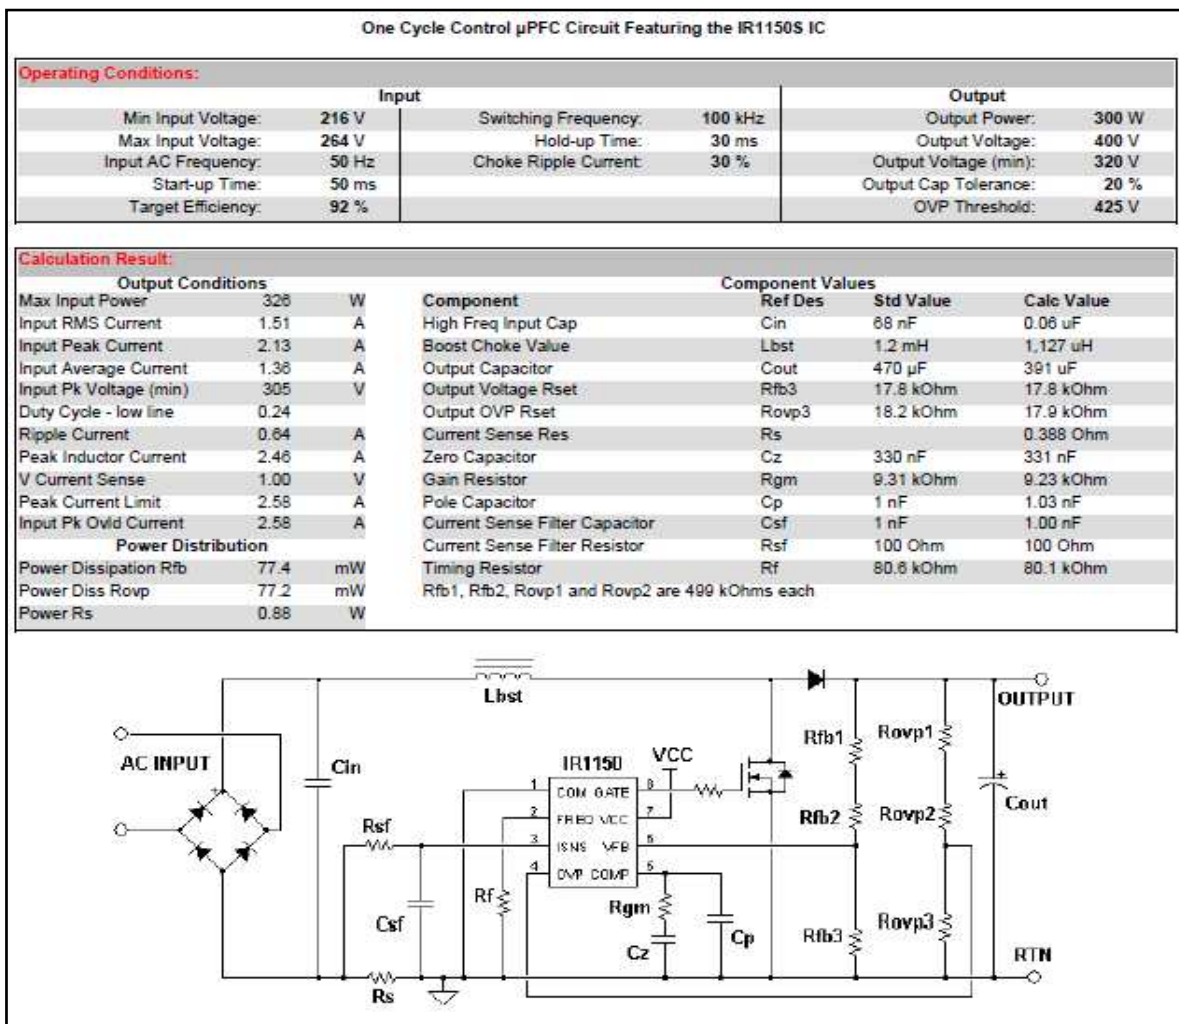 One Cycle Control µPFC Circuit Featuring the IR1150S IC
Operating Conditions:
Input Output
Min Input Voltage: 216 V Switching Frequency: 100 kHz Output Power: 300 W
Max Input Voltage: 264 V Hold-up Time: 30 ms Output Voltage: 400 V
Input AC Frequency: 50 Hz Choke Ripple Current: 30 % Output Voltage (min): 320 V
Start-up Time: 50 ms Output Cap Tolerance: 20 %
Target Efficiency: 92 % OVP Threshold: 425 V
Calculation Result:
Output Conditions Component Values
Max Input Power 326 W Component Ref Des Std Value Calc Value
Input RMS Current 1.51 A High Freq Input Cap Cin 68 nF 0.06 uF
Input Peak Current 2.13 A Boost Choke Value Lbst 1.2 mH 1,127 uH
Input Average Current 1.36 A Output Capacitor Cout 470 µF 391 uF
Input Pk Voltage (min) 305 V Output Voltage Rset Rfb3 17.8 kOhm 17.8 kOhm
Duty Cycle - low line 0.24 Output OVP Rset Rovp3 18.2 kOhm 17.9 kOhm
Ripple Current 0.64 A Current Sense Res Rs 0.388 Ohm
Peak Inductor Current 2.46 A Zero Capacitor Cz 330 nF 331 nF
V Current Sense 1.00 V Gain Resistor Rgm 9.31 kOhm 9.23 kOhm
Peak Current Limit 2.58 A Pole Capacitor Cp 1 nF 1.03 nF
Input Pk Ovld Current 2.58 A Current Sense Filter Capacitor Csf 1 nF 1.00 nF
Power Distribution Current Sense Filter Resistor Rsf 100 Ohm 100 Ohm
Power Dissipation Rfb 77.4 mW Timing Resistor Rf 80.6 kOhm 80.1 kOhm
Power Diss Rovp 77.2 mW Rfb1, Rfb2, Rovp1 and Rovp2 are 499 kOhms each
Power Rs 0.88 W
Lbst
OUTPUT
Rfb1 Rovp1
AC INPUT Cin IR1150 VCC
+
1 COM GATE 8
Cout
2 FREQ VCC 7
Rfb2 Rovp2
Rsf
3 ISNS VFB 6
4 OVP COMP 5
Rf
Rgm
Csf
Cp Rfb3 Rovp3
Cz
RTN
Rs